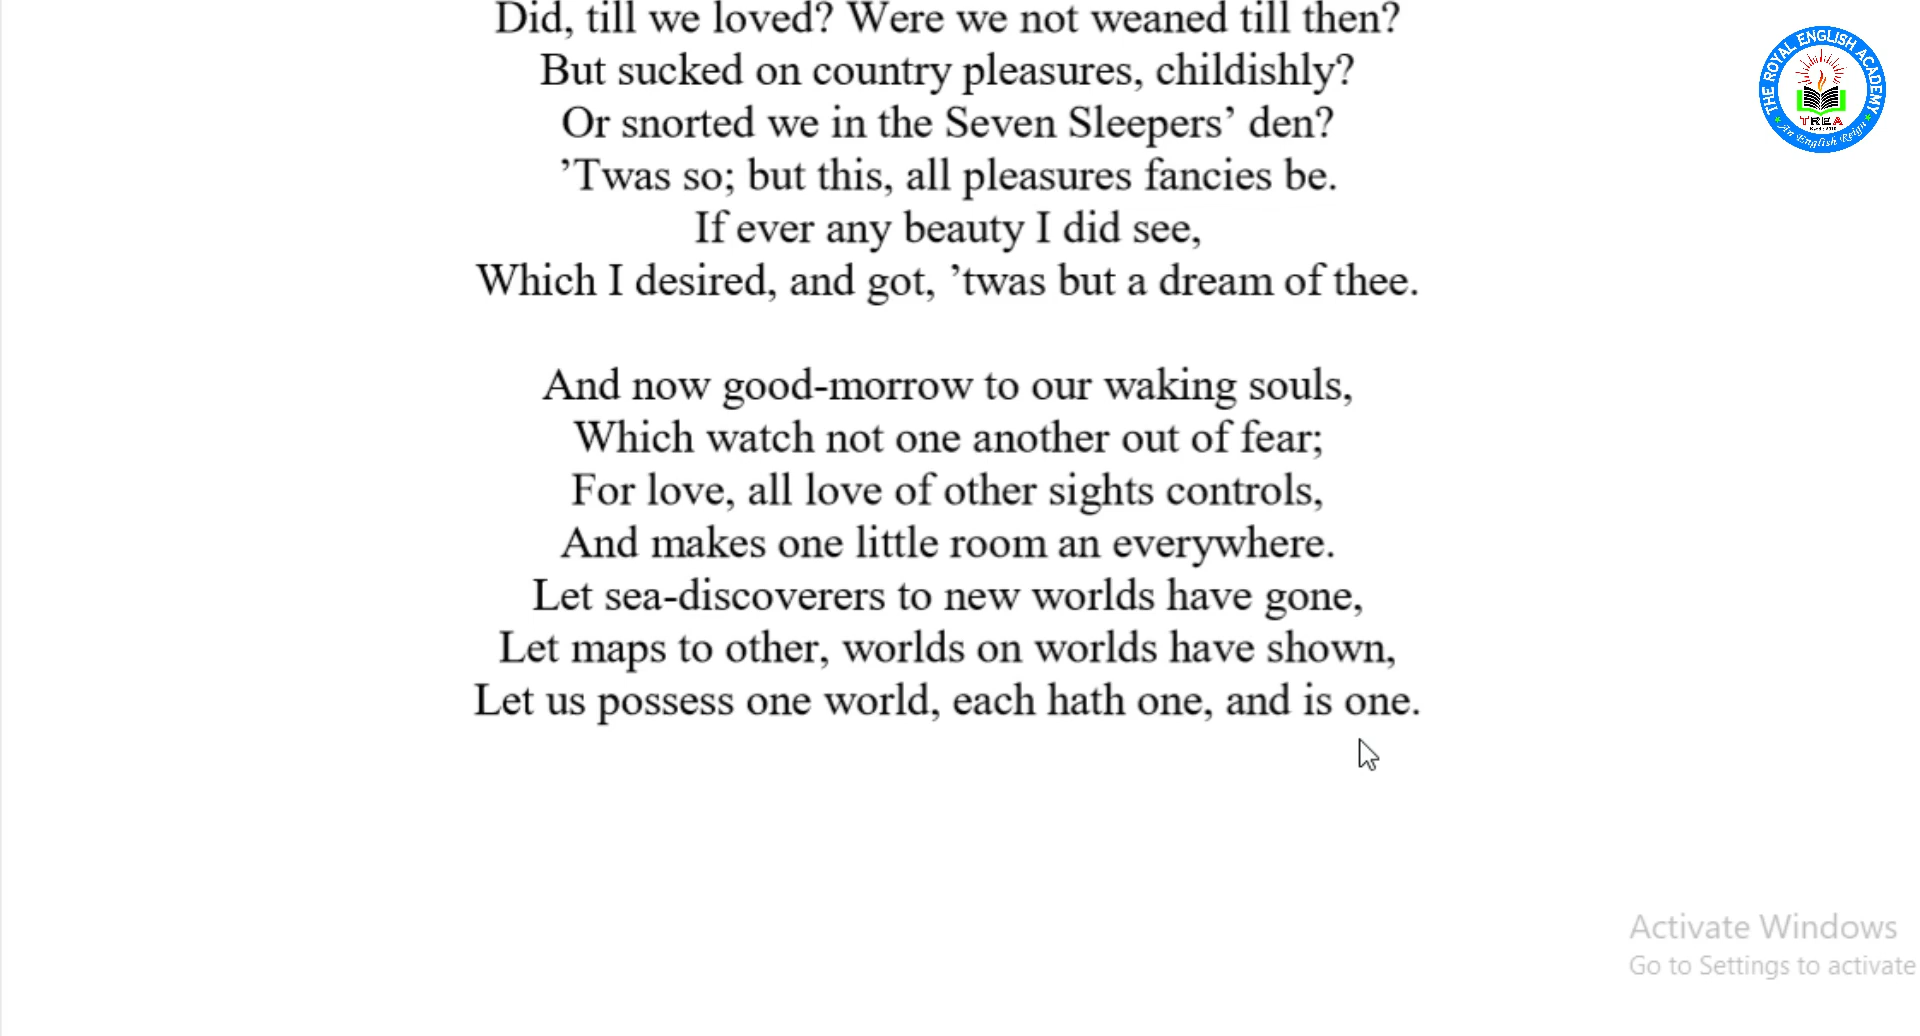 Did, till we loved? Were we not weaned till then?
But sucked on country pleasures, childishly?
Or snorted we in the Seven Sleepers’ den?
’Twas so; but this, all pleasures fancies be.
If ever any beauty I did see,
Which I desired, and got, ’twas but a dream of thee.
And now good-morrow to our waking souls,
Which watch not one another out of fear;
For love, all love of other sights controls,
And makes one little room an everywhere.
Let sea-discoverers to new worlds have gone,
Let maps to other, worlds on worlds have shown,
Let us possess one world, each hath one, and is one.
THE ROYAL ENGLISH ACADEMY
TREA
An English Reign
Activate Windows
Go to Settings to activate